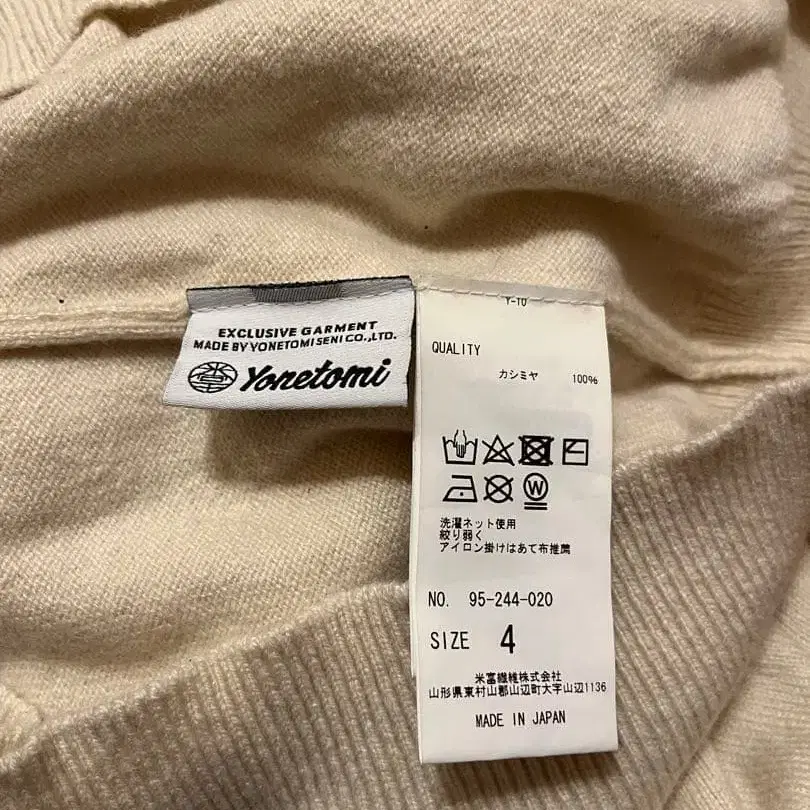 EXCLUSIVE GARMENT
MADE BY YONETOMI SENI CO.,LTD.
Yonetomi
Y-10
QUALITY
カシミヤ 100%
W
洗濯ネット使用
絞り弱く
アイロン掛けはあて布推薦
NO. 95-244-020
SIZE 4
米富繊維株式会社
山形県東村山郡山辺町大字山辺1136
MADE IN JAPAN